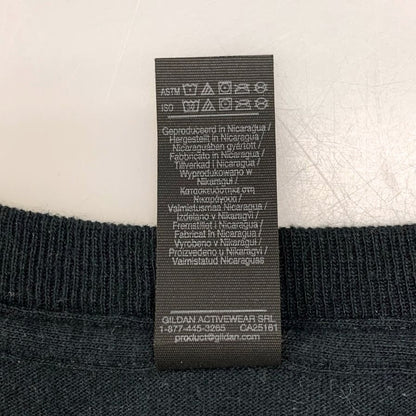 ASTM
ISO
Geproduceerd in Nicaragua /
Hergestellt in Nicaragua /
Nicaraguában gyártott /
Fabricato in Nicaragua /
Tillverkad i Nicaragua /
Wyprodukowano w
Nikaragui /
Κατασκευάστηκε στη
Νικαράγουα /
Valmistusmaa Nicaragua /
Izdelano v Nikaragvi /
Fremstillet i Nicaragua /
Fabricat în Nicaragua /
Vyrobeno v Nikaragui /
Proizvedeno u Nikaragvi /
Valmistatud Nicaraguas
GILDAN ACTIVEWEAR SRL
1-877-445-3265 CA25161
product@gildan.com